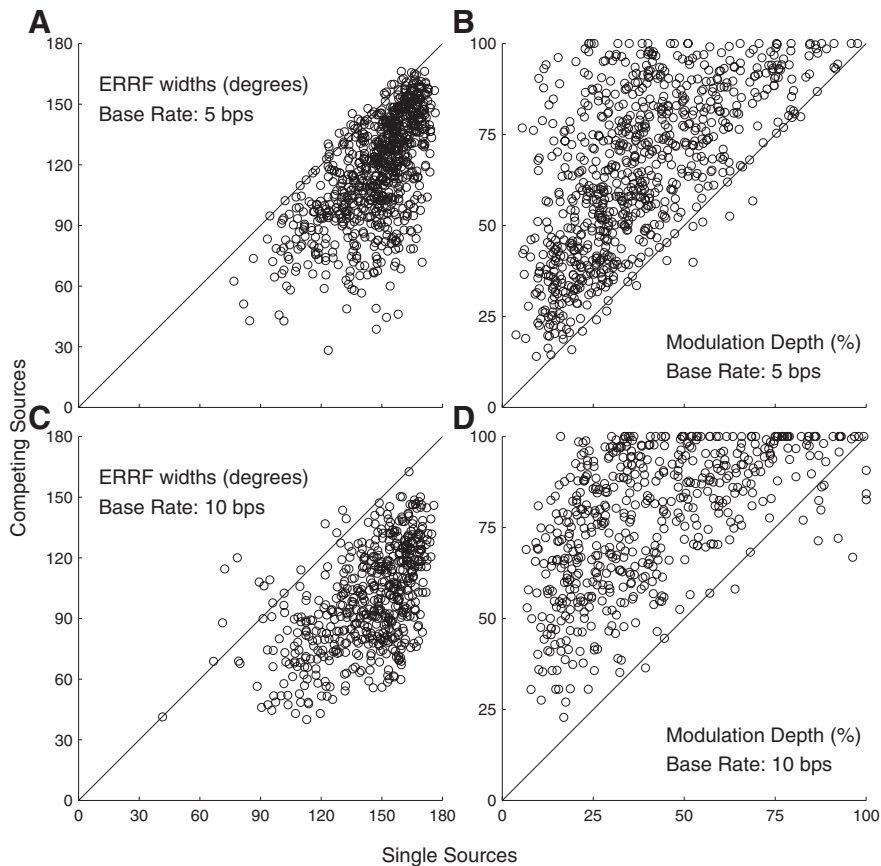 A
B
180
150
120
90
60
30
0
ERRF widths (degrees)
Base Rate: 5 bps
100
75
50
25
0
Modulation Depth (%)
Base Rate: 5 bps
Competing Sources
C
D
180
150
120
90
60
30
0
ERRF widths (degrees)
Base Rate: 10 bps
0 30 60 90 120 150 180
100
75
50
25
0
Modulation Depth (%)
Base Rate: 10 bps
0 25 50 75 100
Single Sources